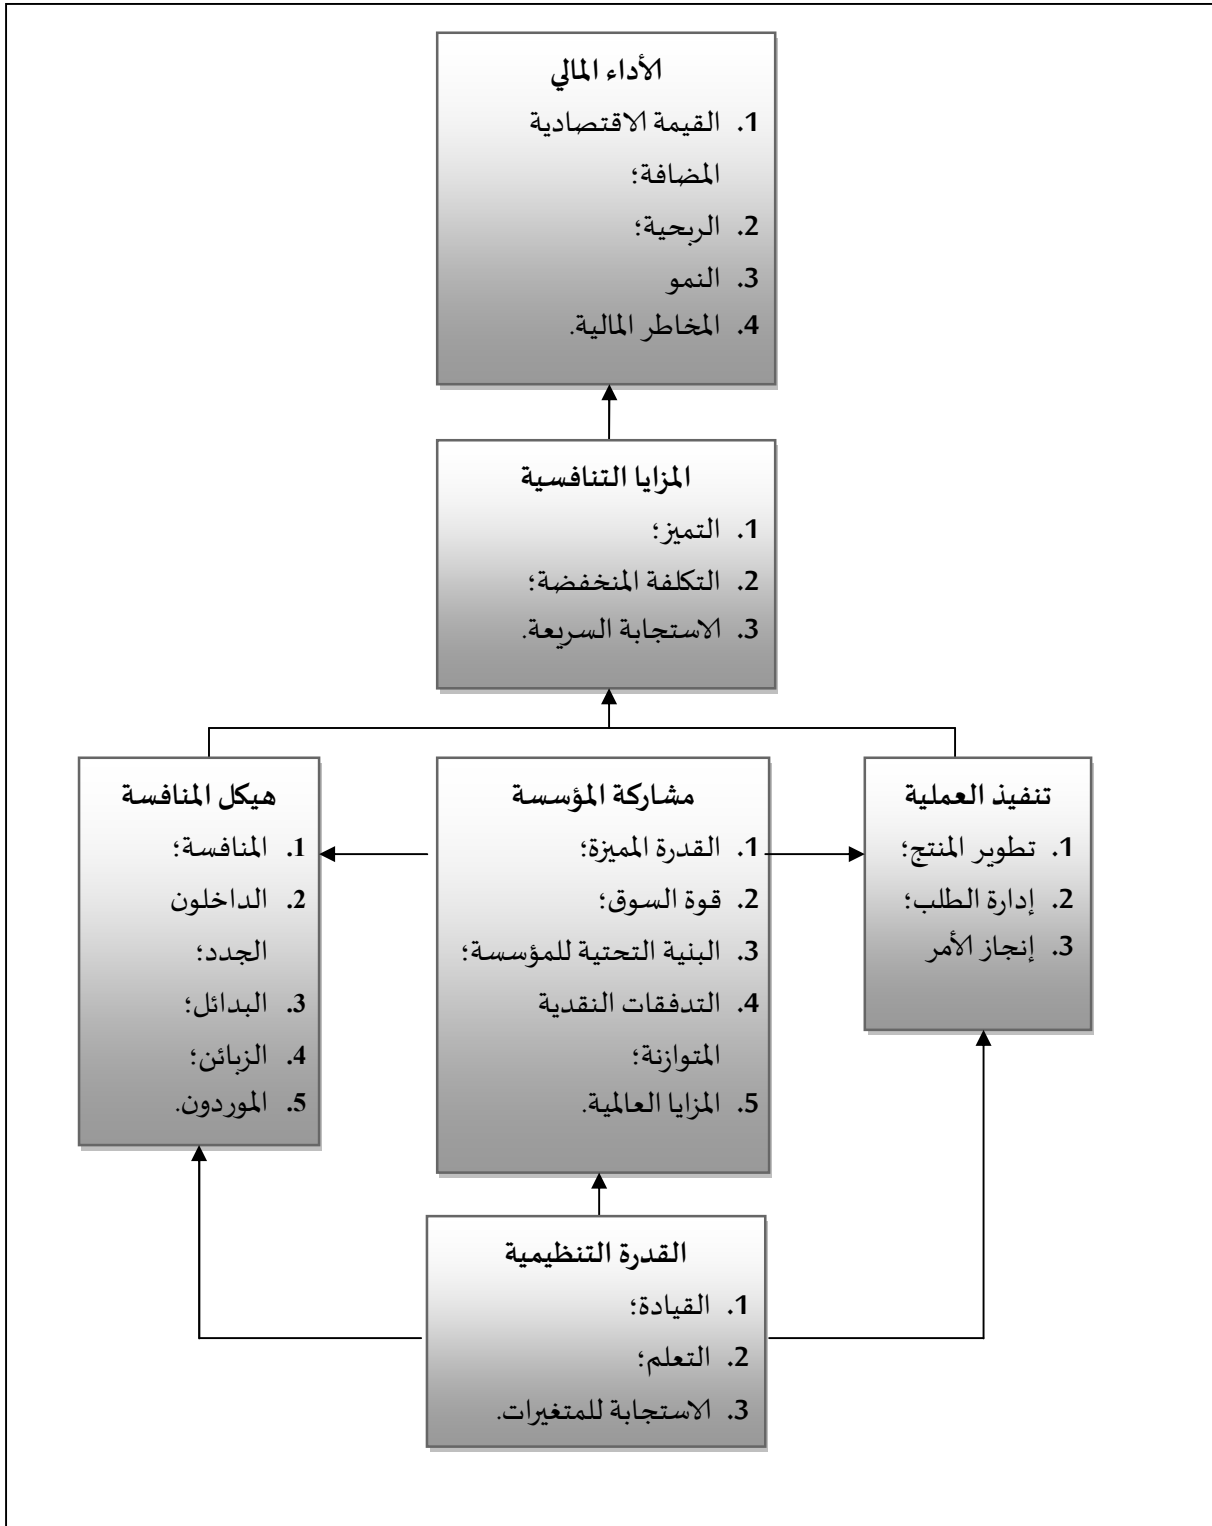 الأداء المالي
1. القيمة الاقتصادية
المضافة؛
2. الربحية؛
3. النمو
4. المخاطر المالية.
المزايا التنافسية
1. التميز؛
2. التكلفة المنخفضة؛
3. الاستجابة السريعة.
تنفيذ العملية
1. تطوير المنتج؛
2. إدارة الطلب؛
3. إنجاز الأمر
مشاركة المؤسسة
1. القدرة المميزة؛
2. قوة السوق؛
3. البنية التحتية للمؤسسة؛
4. التدفقات النقدية
المتوازنة؛
5. المزايا العالمية.
هيكل المنافسة
1. المنافسة؛
2. الداخلون
الجدد؛
3. البدائل؛
4. الزبائن؛
5. الموردون.
القدرة التنظيمية
1. القيادة؛
2. التعلم؛
3. الاستجابة للمتغيرات.